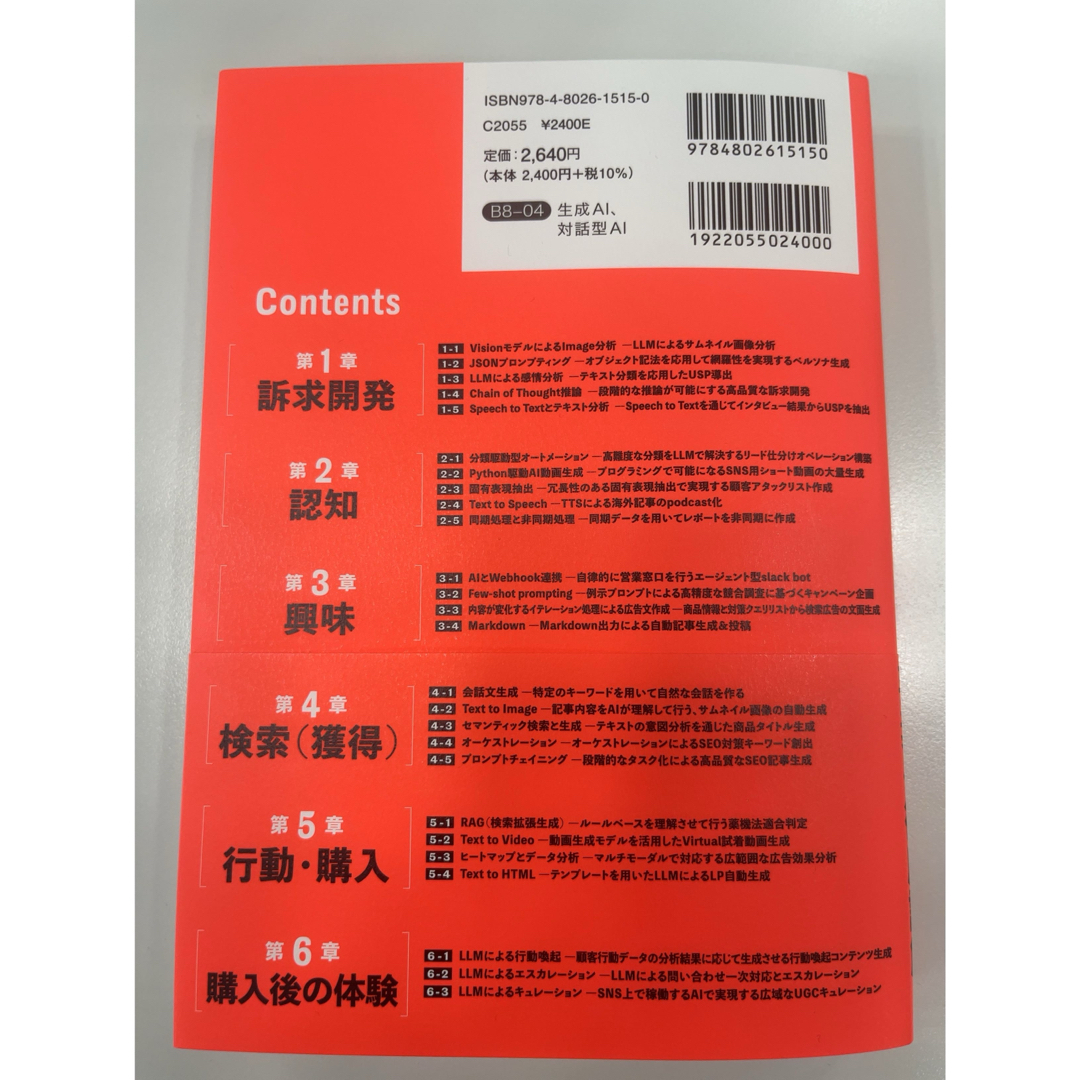 ISBN978-4-8026-1515-0
C2055 ¥2400E
定価:2,640円
(本体 2,400円+税10%)
B8-04 生成AI、
対話型AI
9784802615150
1922055024000
Contents
第1章
訴求開発
1-1 VisionモデルによるImage分析 ―LLMによるサムネイル画像分析
1-2 JSONプロンプティング ―オブジェクト記法を応用して網羅性を実現するペルソナ生成
1-3 LLMによる感情分析 ―テキスト分類を応用したUSP導出
1-4 Chain of Thought推論 ―段階的な推論が可能にする高品質な訴求開発
1-5 Speech to Textとテキスト分析 ―Speech to Textを通じてインタビュー結果からUSPを抽出
第2章
認知
2-1 分類駆動型オートメーション ―高難度な分類をLLMで解決するリード仕分けオペレーション構築
2-2 Python駆動AI動画生成 ―プログラミングで可能になるSNS用ショート動画の大量生成
2-3 固有表現抽出 ―冗長性のある固有表現抽出で実現する顧客アタックリスト作成
2-4 Text to Speech ―TTSによる海外記事のpodcast化
2-5 同期処理と非同期処理 ―同期データを用いてレポートを非同期に作成
第3章
興味
3-1 AIとWebhook連携 ―自律的に営業窓口を行うエージェント型slack bot
3-2 Few-shot prompting ―例示プロンプトによる高精度な競合調査に基づくキャンペーン企画
3-3 内容が変化するイテレーション処理による広告文作成 ―商品情報と対策クエリリストから検索広告の文面生成
3-4 Markdown ―Markdown出力による自動記事生成&投稿
第4章
検索(獲得)
4-1 会話文生成 ―特定のキーワードを用いて自然な会話を作る
4-2 Text to Image ―記事内容をAIが理解して行う、サムネイル画像の自動生成
4-3 セマンティック検索と生成 ―テキストの意図分析を通じた商品タイトル生成
4-4 オーケストレーション ―オーケストレーションによるSEO対策キーワード創出
4-5 プロンプトチェイニング ―段階的なタスク化による高品質なSEO記事生成
第5章
行動・購入
5-1 RAG(検索拡張生成) ―ルールベースを理解させて行う薬機法適合判定
5-2 Text to Video ―動画生成モデルを活用したVirtual試着動画生成
5-3 ヒートマップとデータ分析 ―マルチモーダルで対応する広範囲な広告効果分析
5-4 Text to HTML ―テンプレートを用いたLLMによるLP自動生成
第6章
購入後の体験
6-1 LLMによる行動喚起 ―顧客行動データの分析結果に応じて生成させる行動喚起コンテンツ生成
6-2 LLMによるエスカレーション ―LLMによる問い合わせ一次対応とエスカレーション
6-3 LLMによるキュレーション ―SNS上で稼働するAIで実現する広域なUGCキュレーション